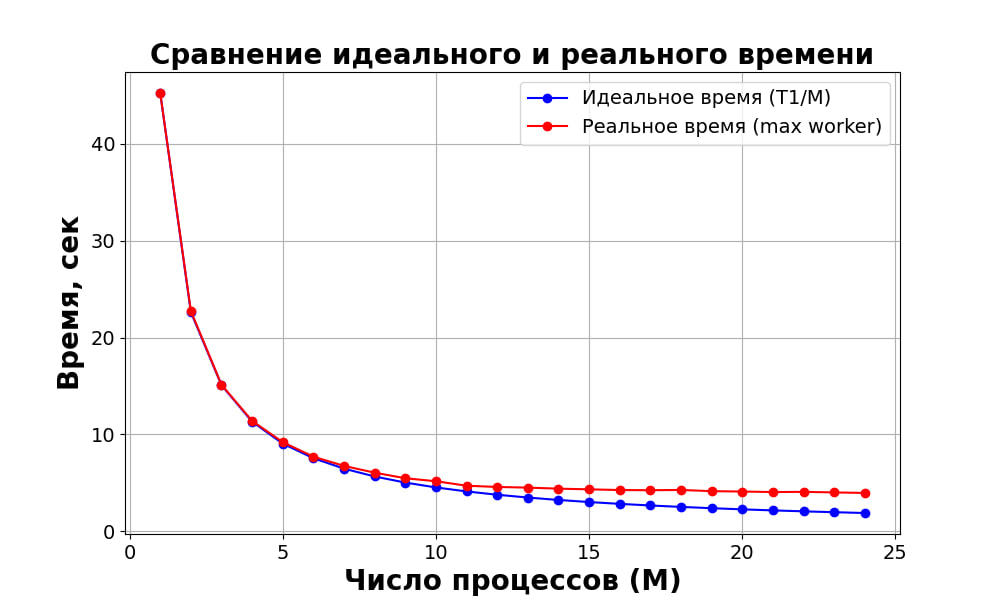 Сравнение идеального и реального времени
Идеальное время (T1/M)
Реальное время (max worker)
Время, сек
40
30
20
10
0
0 5 10 15 20 25
Число процессов (M)